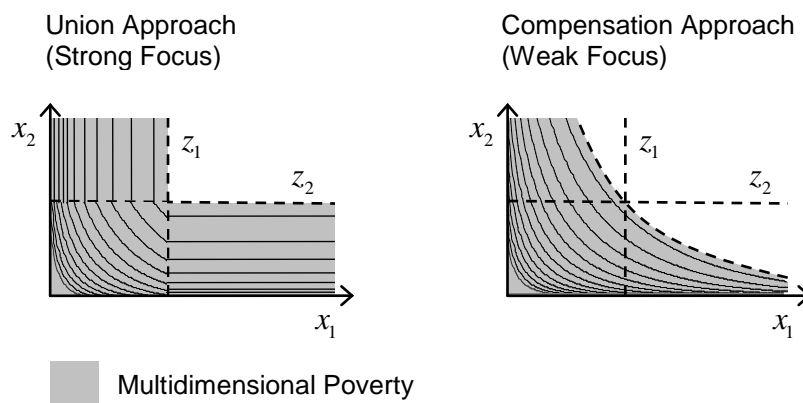 Union Approach
(Strong Focus)
x₂
z₁
z₂
x₁
Compensation Approach
(Weak Focus)
x₂
z₁
z₂
x₁
Multidimensional Poverty